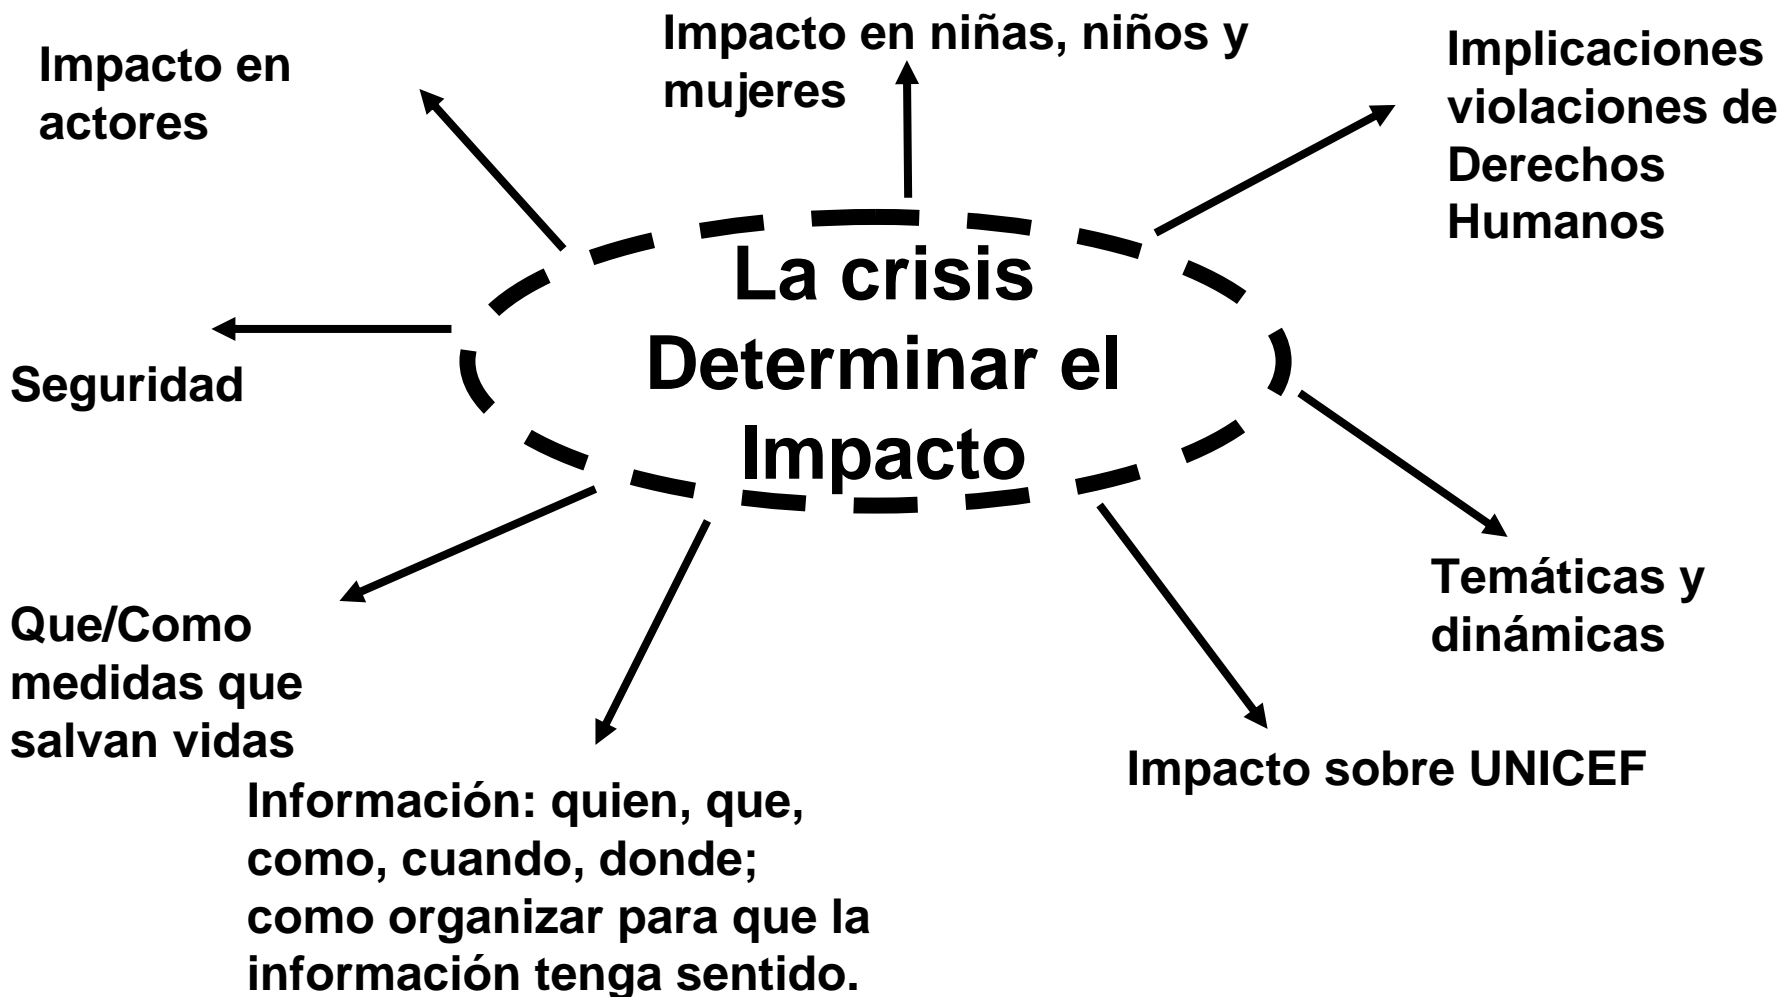 Impacto en
actores
Impacto en niñas, niños y
mujeres
Implicaciones
violaciones de
Derechos
Humanos
La crisis
Determinar el
Impacto
Seguridad
Temáticas y
dinámicas
Que/Como
medidas que
salvan vidas
Impacto sobre UNICEF
Información: quien, que,
como, cuando, donde;
como organizar para que la
información tenga sentido.